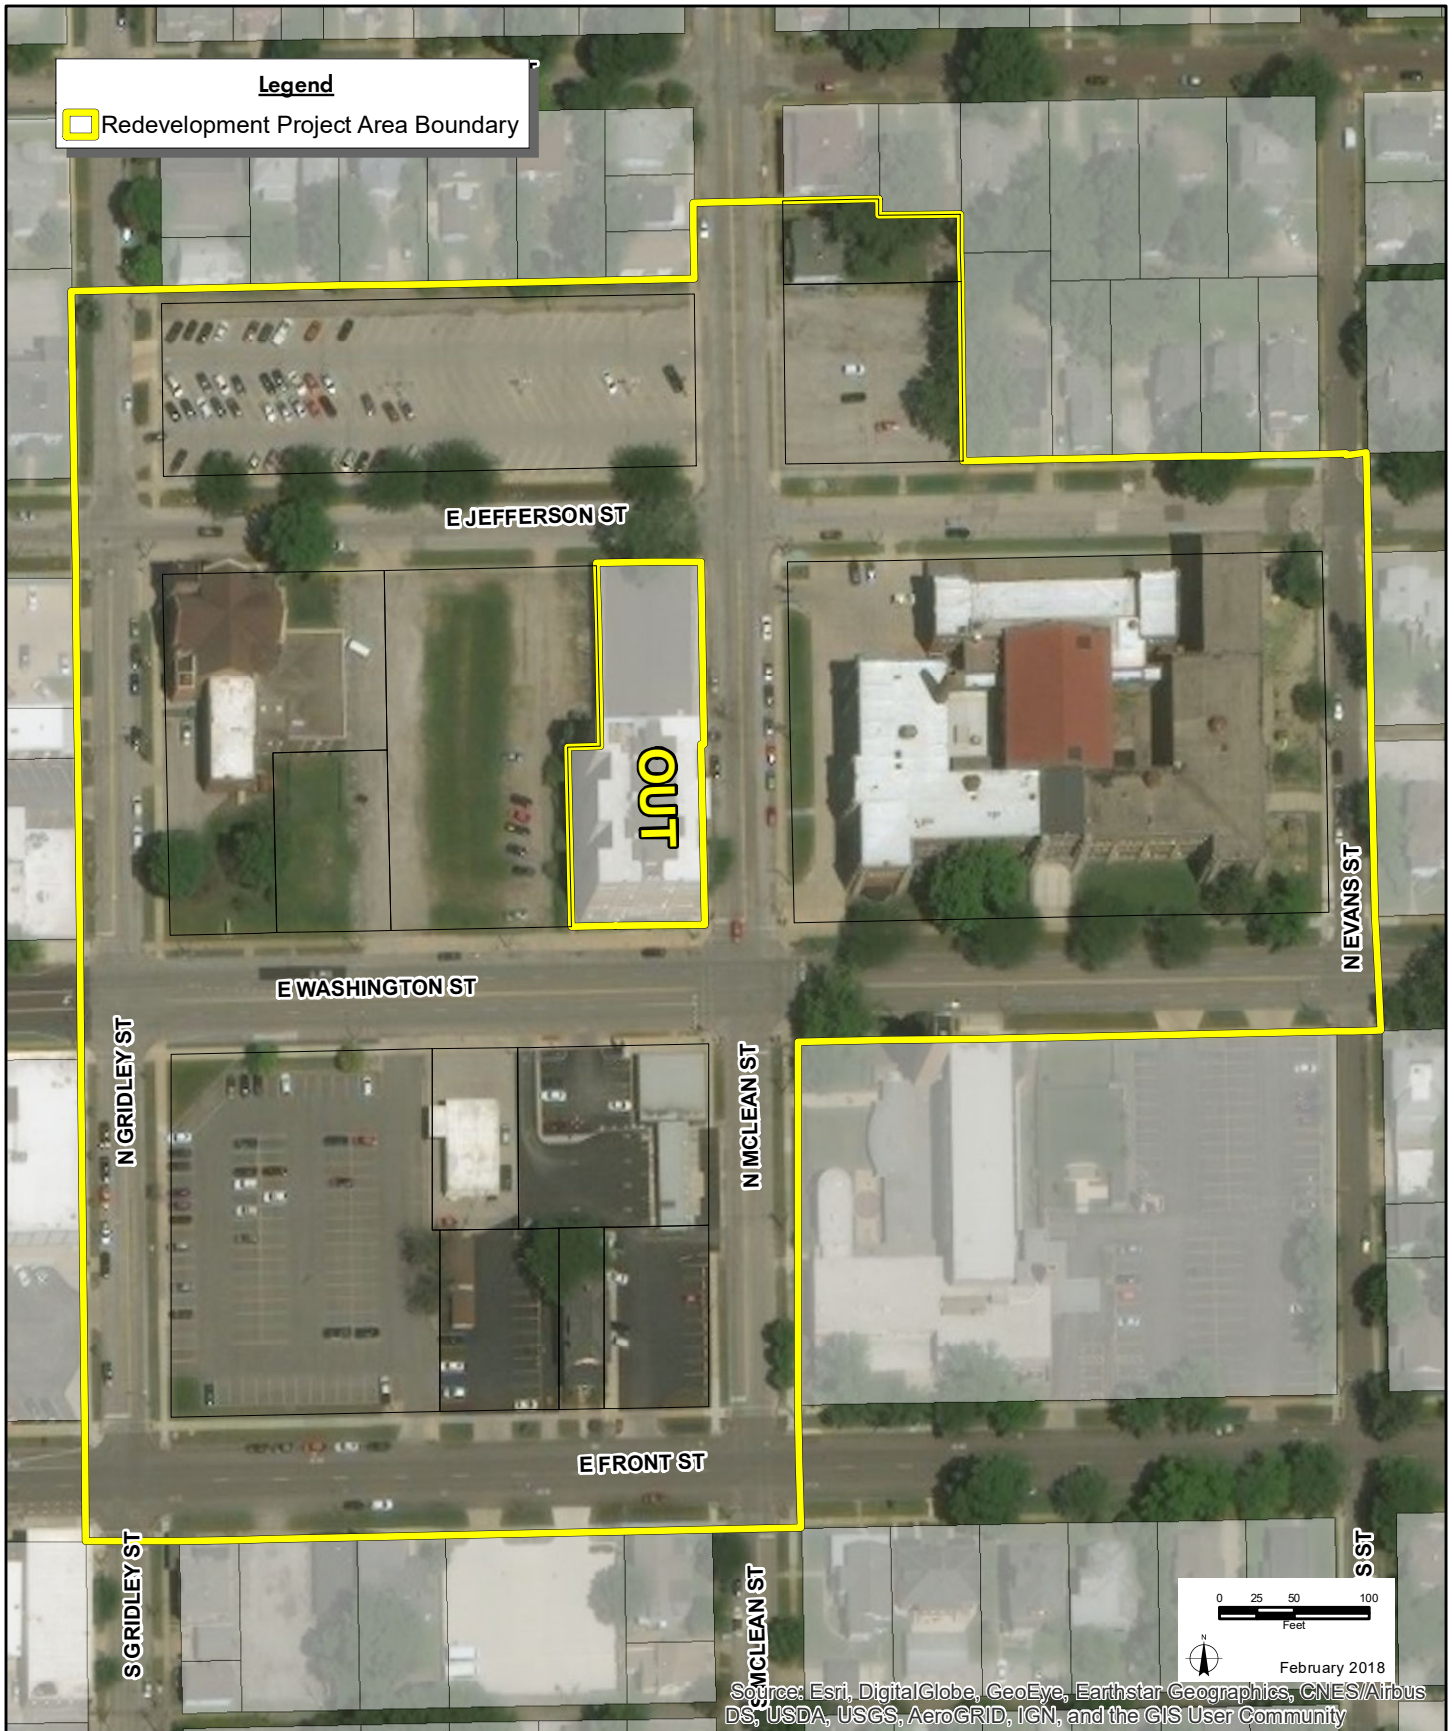 Legend
Redevelopment Project Area Boundary
E JEFFERSON ST
OUT
N EVANS ST
E WASHINGTON ST
N GRIDLEY ST
N MCLEAN ST
E FRONT ST
S GRIDLEY ST
S MCLEAN ST
S ST
0 25 50 100
Feet
N
February 2018
Source: Esri, DigitalGlobe, GeoEye, Earthstar Geographics, CNES/Airbus
DS, USDA, USGS, AeroGRID, IGN, and the GIS User Community